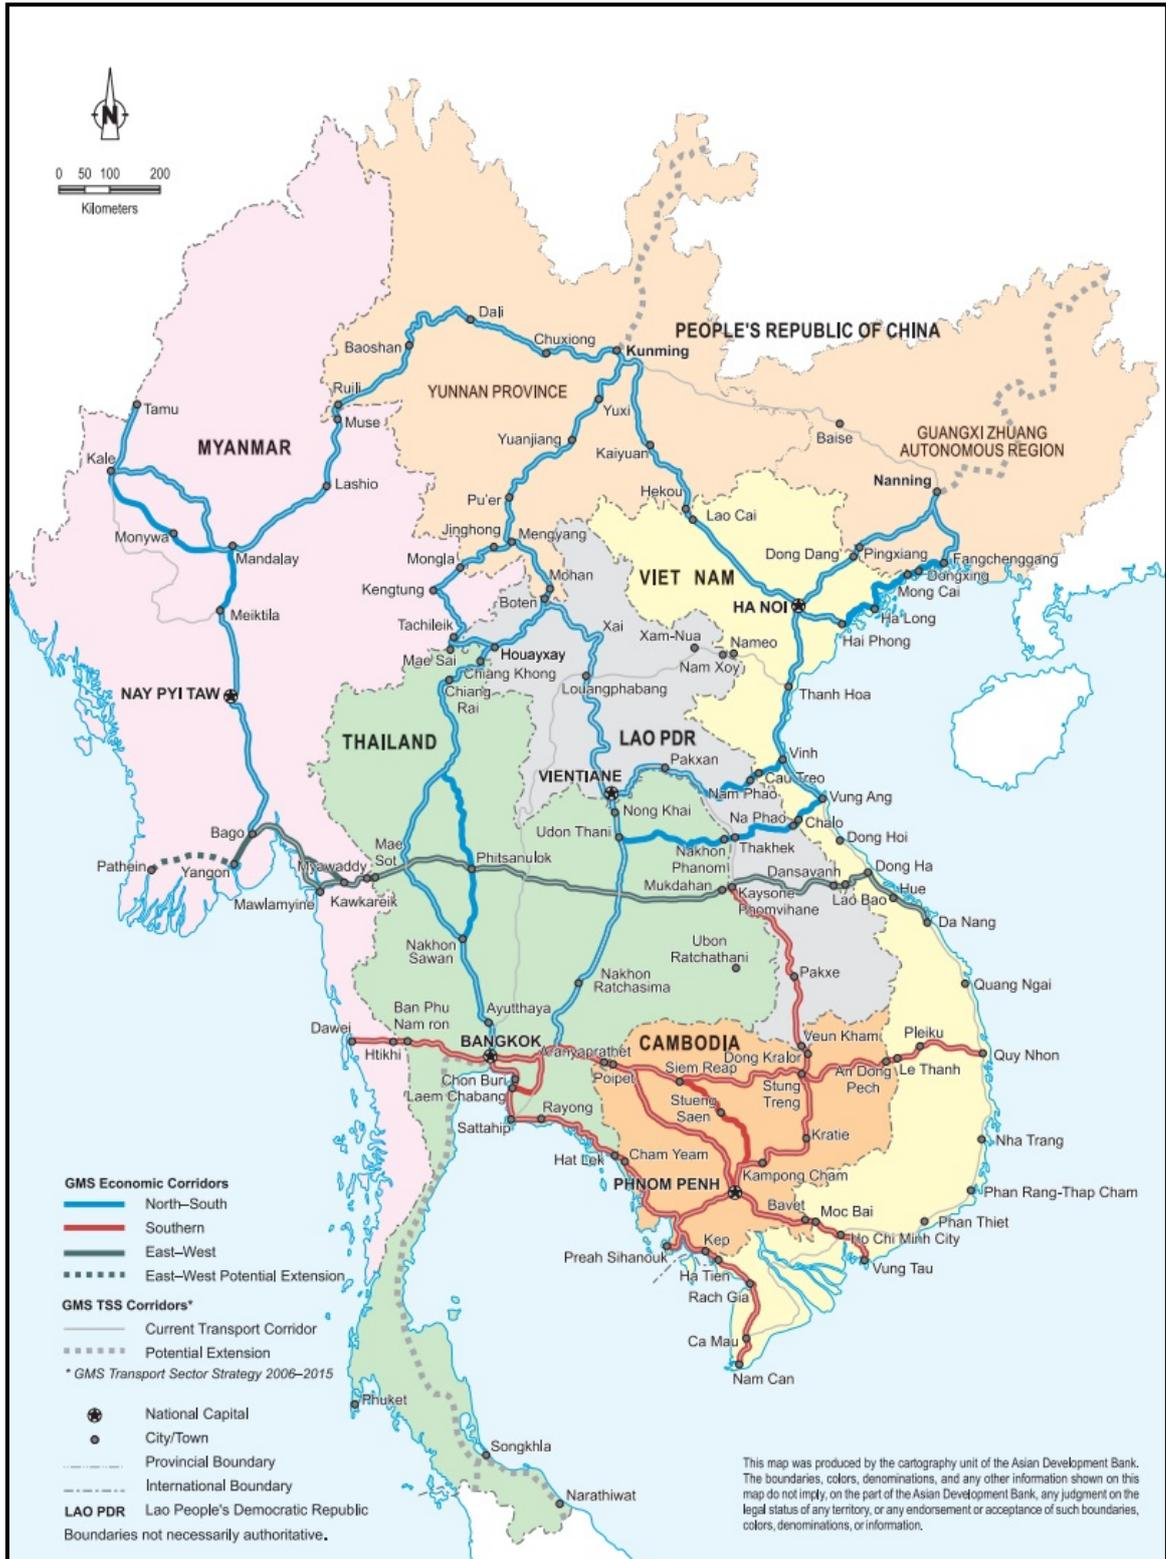 N
0 50 100 200
Kilometers
Dali
Chuxiong
Kunming
PEOPLE'S REPUBLIC OF CHINA
Baoshan
Ruili
YUNNAN PROVINCE
Tamu
Muse
Yuxi
MYANMAR
Yuanjiang
Kaiyuan
Baise
GUANGXI ZHUANG
AUTONOMOUS REGION
Kale
Lashio
Pu'er
Hekou
Nanning
Lao Cai
Monywa
Mandalay
Jinghong
Mengyang
Dong Dang
Pingxiang
Fangchenggang
Mongla
Mohan
VIET NAM
Dongxing
Mong Cai
Kengtung
Boten
HA NOI
Ha Long
Meiktila
Tachileik
Xai
Xam-Nua
Nameo
Hai Phong
Mae Sai
Houayxay
Nam Xoy
Chiang Khong
NAY PYI TAW
Chiang
Rai
Louangphabang
Thanh Hoa
THAILAND
LAO PDR
Vinh
Pakxan
VIENTIANE
Cau Treo
Nam Phao
Vung Ang
Nong Khai
Na Phao
Chalo
Bago
Udon Thani
Dong Hoi
Mae
Sot
Thakhek
Pathein
Yangon
Myawaddy
Phitsanulok
Nakhon
Phanom
Dansavanh
Dong Ha
Mukdahan
Kaysone
Phomvihane
Lao Bao
Hue
Mawlamyine
Kawkareik
Da Nang
Nakhon
Sawan
Ubon
Ratchathani
Nakhon
Ratchasima
Pakxe
Quang Ngai
Ban Phu
Nam ron
Ayutthaya
Dawei
Htikhi
BANGKOK
Aranyaprathet
CAMBODIA
Veun Kham
Pleiku
Dong Kralor
Quy Nhon
Poipet
Siem Reap
An Dong
Pech
Le Thanh
Chon Buri
Laem Chabang
Stung
Treng
Stueng
Saen
Rayong
Sattahip
Kratie
Nha Trang
Hat Lek
Cham Yeam
Kampong Cham
PHNOM PENH
Phan Rang-Thap Cham
Bavet
Moc Bai
Phan Thiet
Ho Chi Minh City
Kep
Preah Sihanouk
Vung Tau
Ha Tien
Rach Gia
Ca Mau
Nam Can
Phuket
Songkhla
Narathiwat
GMS Economic Corridors
North–South
Southern
East–West
East–West Potential Extension
GMS TSS Corridors*
Current Transport Corridor
Potential Extension
* GMS Transport Sector Strategy 2006–2015
National Capital
City/Town
Provincial Boundary
International Boundary
LAO PDR Lao People's Democratic Republic
Boundaries not necessarily authoritative.
This map was produced by the cartography unit of the Asian Development Bank.
The boundaries, colors, denominations, and any other information shown on this
map do not imply, on the part of the Asian Development Bank, any judgment on the
legal status of any territory, or any endorsement or acceptance of such boundaries,
colors, denominations, or information.